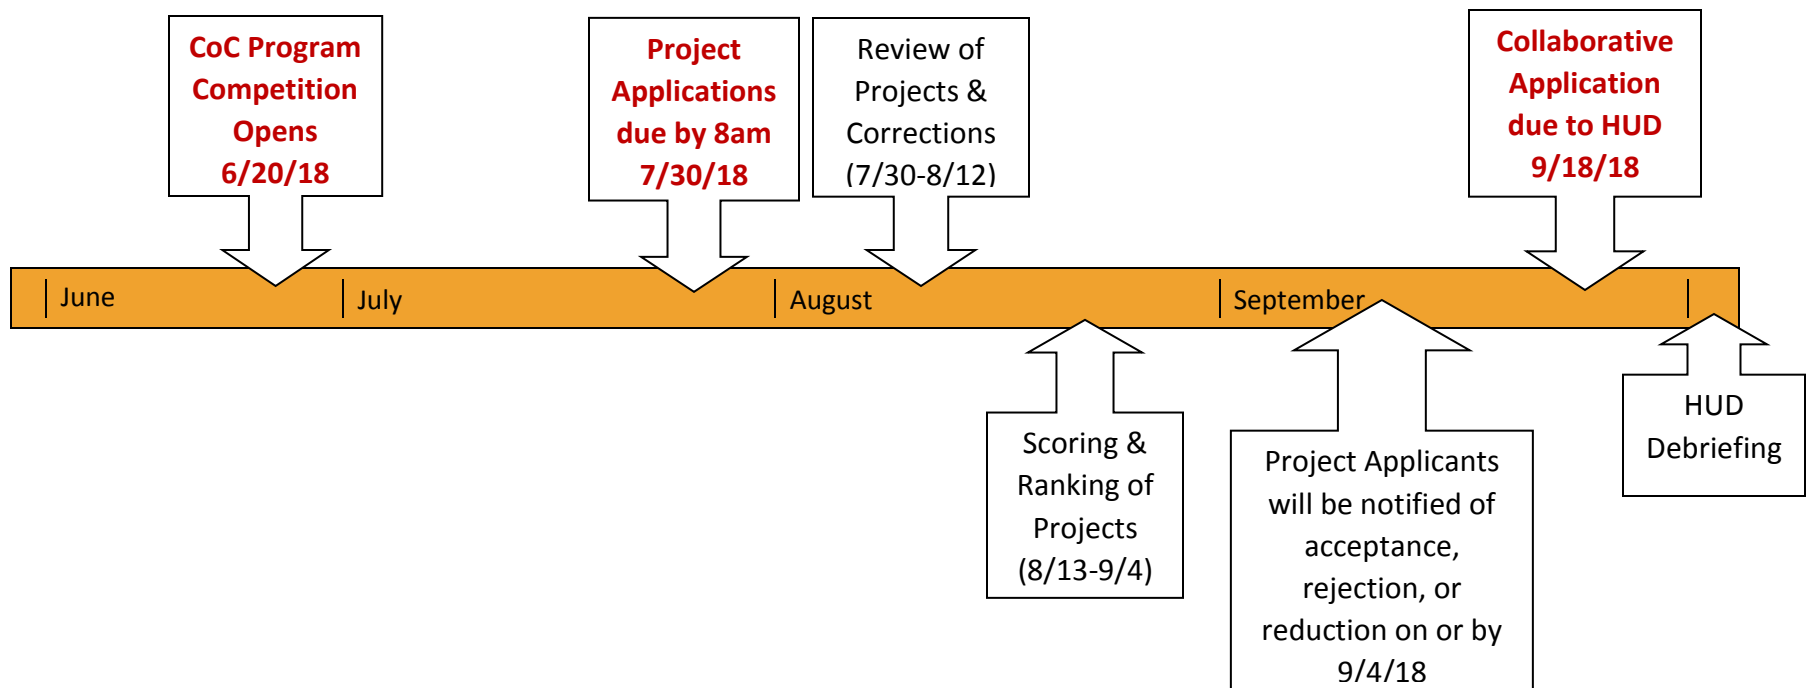 CoC Program
Competition
Opens
6/20/18
Project
Applications
due by 8am
7/30/18
Review of
Projects &
Corrections
(7/30-8/12)
Collaborative
Application
due to HUD
9/18/18
June
July
August
September
Scoring &
Ranking of
Projects
(8/13-9/4)
Project Applicants
will be notified of
acceptance,
rejection, or
reduction on or by
9/4/18
HUD
Debriefing